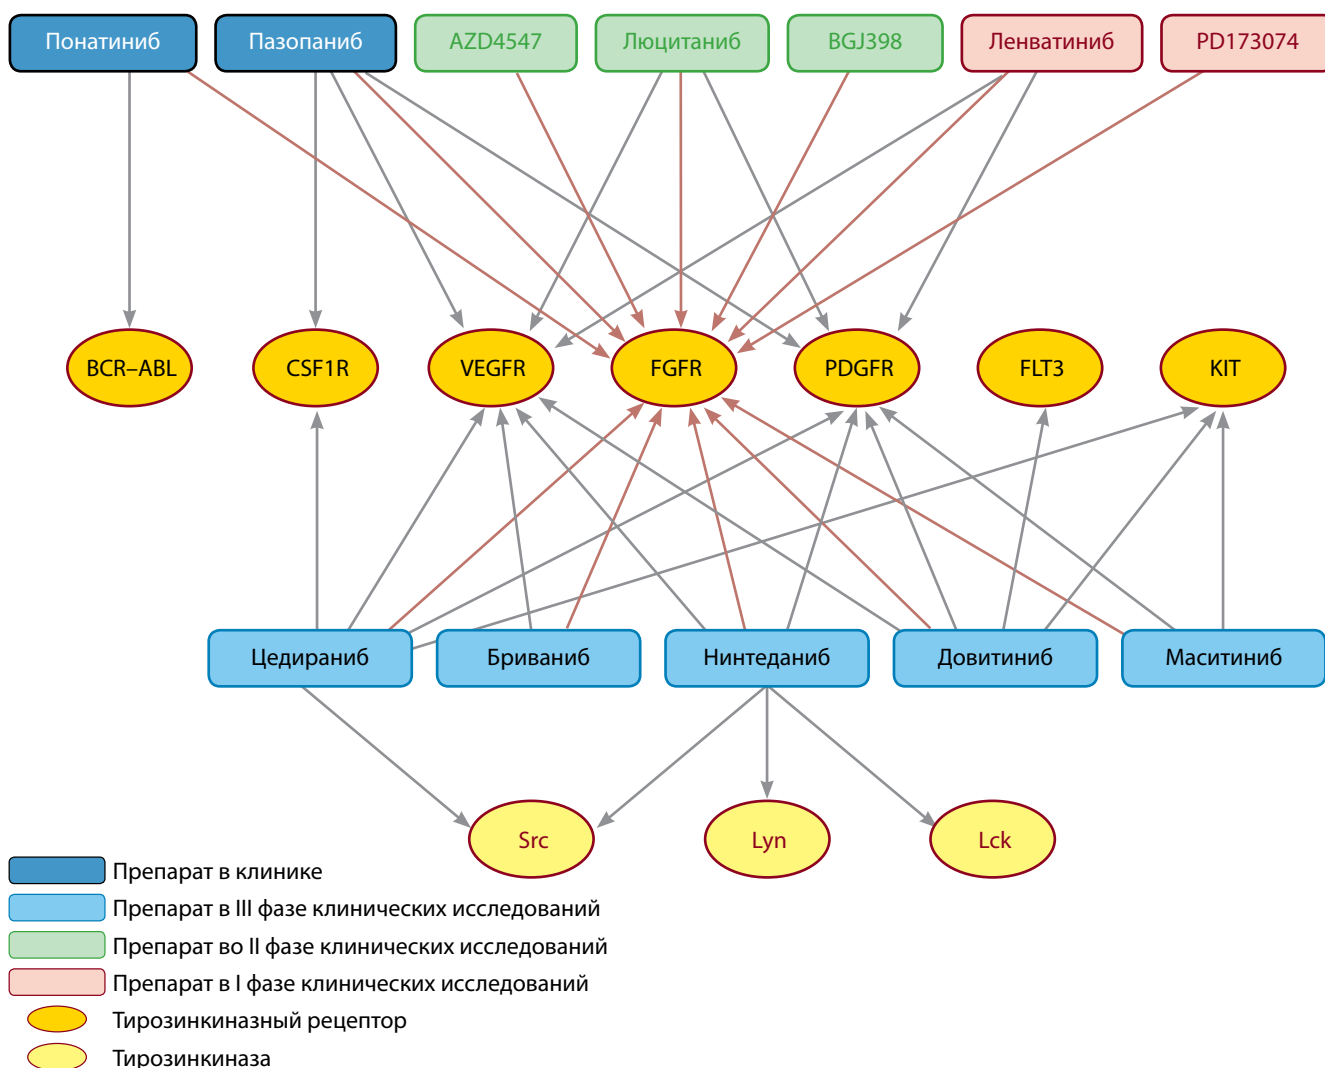 Понатиниб
Пазопаниб
AZD4547
Люцитаниб
BGJ398
Ленватиниб
PD173074
BCR–ABL
CSF1R
VEGFR
FGFR
PDGFR
FLT3
KIT
Цедираниб
Бриваниб
Нинтеданиб
Довитиниб
Маситиниб
Src
Lyn
Lck
Препарат в клинике
Препарат в III фазе клинических исследований
Препарат во II фазе клинических исследований
Препарат в I фазе клинических исследований
Тирозинкиназный рецептор
Тирозинкиназа